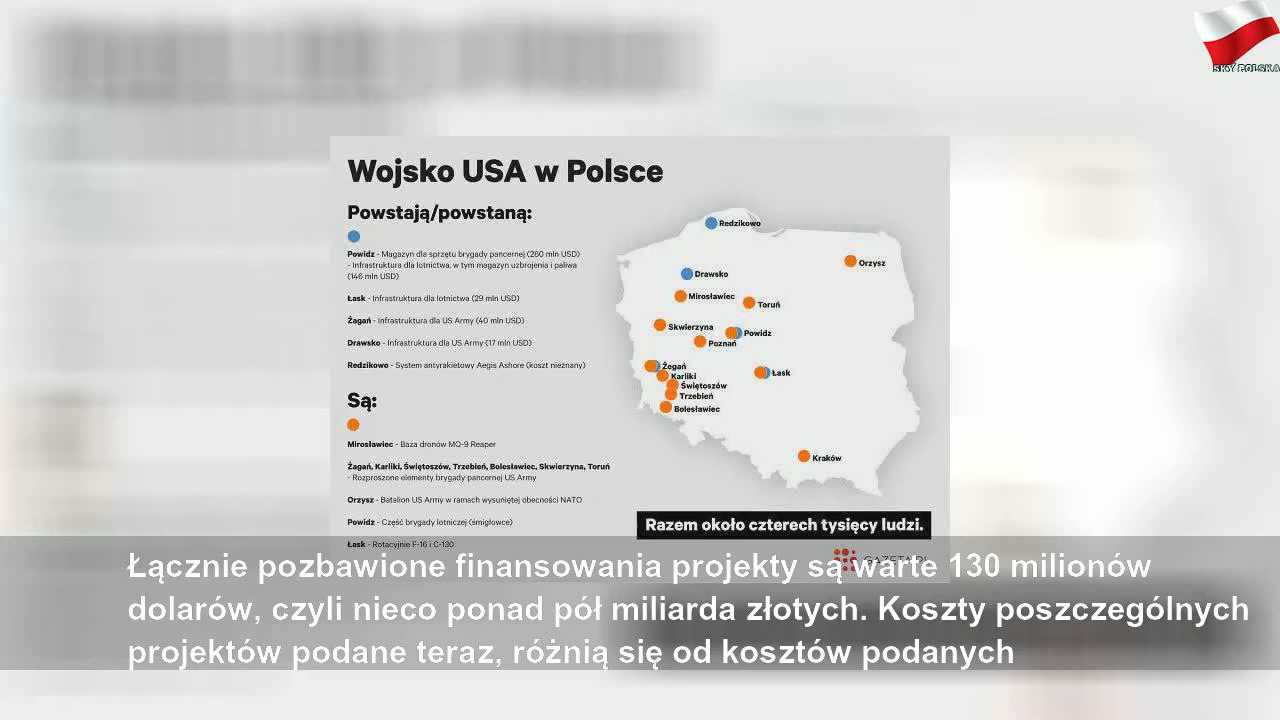 SKY POLSKA
Wojsko USA w Polsce
Powstają/powstaną:
Powidz - Magazyn dla sprzętu brygady pancernej (260 mln USD)
- Infrastruktura dla lotnictwa, w tym magazyn uzbrojenia i paliwa
(146 mln USD)
Łask - Infrastruktura dla lotnictwa (29 mln USD)
Żagań - Infrastruktura dla US Army (40 mln USD)
Drawsko - Infrastruktura dla US Army (17 mln USD)
Redzikowo - System antyrakietowy Aegis Ashore (koszt nieznany)
Są:
Mirosławiec - Baza dronów MQ-9 Reaper
Żagań, Karliki, Świętoszów, Trzebień, Bolesławiec, Skwierzyna, Toruń
- Rozproszone elementy brygady pancernej US Army
Orzysz - Batalion US Army w ramach wysuniętej obecności NATO
Powidz - Część brygady lotniczej (śmigłowce)
Łask - Rotacyjnie F-16 i C-130
Redzikowo
Orzysz
Drawsko
Mirosławiec
Toruń
Skwierzyna
Powidz
Poznań
Żegań
Łask
Karliki
Świętoszów
Trzebień
Bolesławiec
Kraków
Razem około czterech tysięcy ludzi.
GAZETA.PL
Łącznie pozbawione finansowania projekty są warte 130 milionów
dolarów, czyli nieco ponad pół miliarda złotych. Koszty poszczególnych
projektów podane teraz, różnią się od kosztów podanych